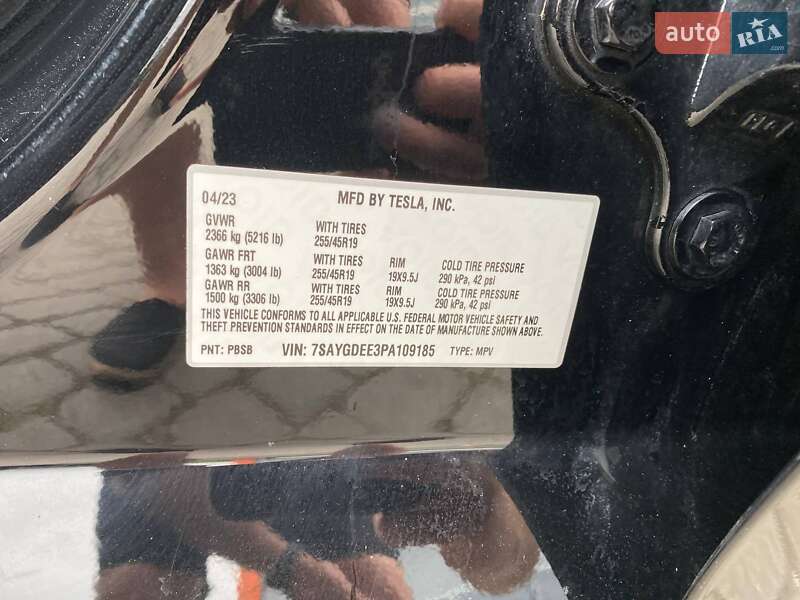 auto RIA .com
04/23 MFD BY TESLA, INC.
GVWR WITH TIRES
2366 kg (5216 lb) 255/45R19
GAWR FRT WITH TIRES RIM COLD TIRE PRESSURE
1363 kg (3004 lb) 255/45R19 19X9.5J 290 kPa, 42 psi
GAWR RR WITH TIRES RIM COLD TIRE PRESSURE
1500 kg (3306 lb) 255/45R19 19X9.5J 290 kPa, 42 psi
THIS VEHICLE CONFORMS TO ALL APPLICABLE U.S. FEDERAL MOTOR VEHICLE SAFETY AND
THEFT PREVENTION STANDARDS IN EFFECT ON THE DATE OF MANUFACTURE SHOWN ABOVE.
PNT: PBSB VIN: 7SAYGDEE3PA109185 TYPE: MPV